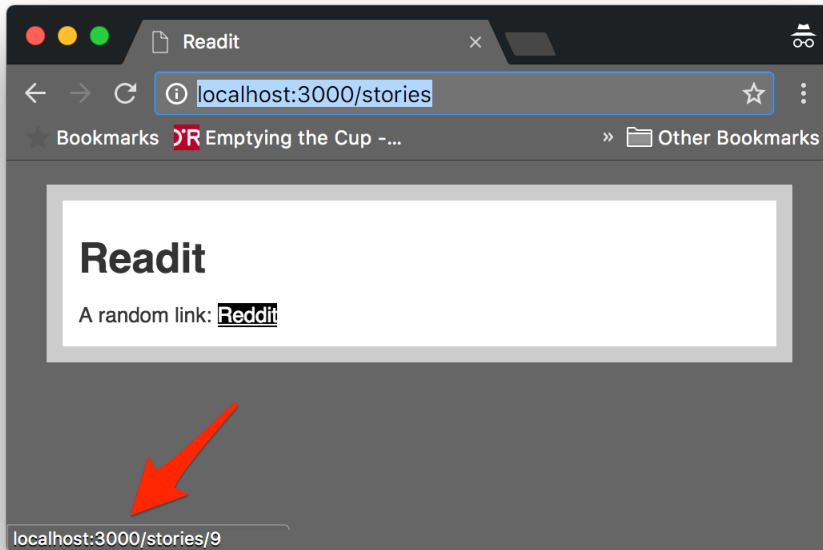 Readit
localhost:3000/stories
Bookmarks O'R Emptying the Cup -... » Other Bookmarks
Readit
A random link: Reddit
localhost:3000/stories/9